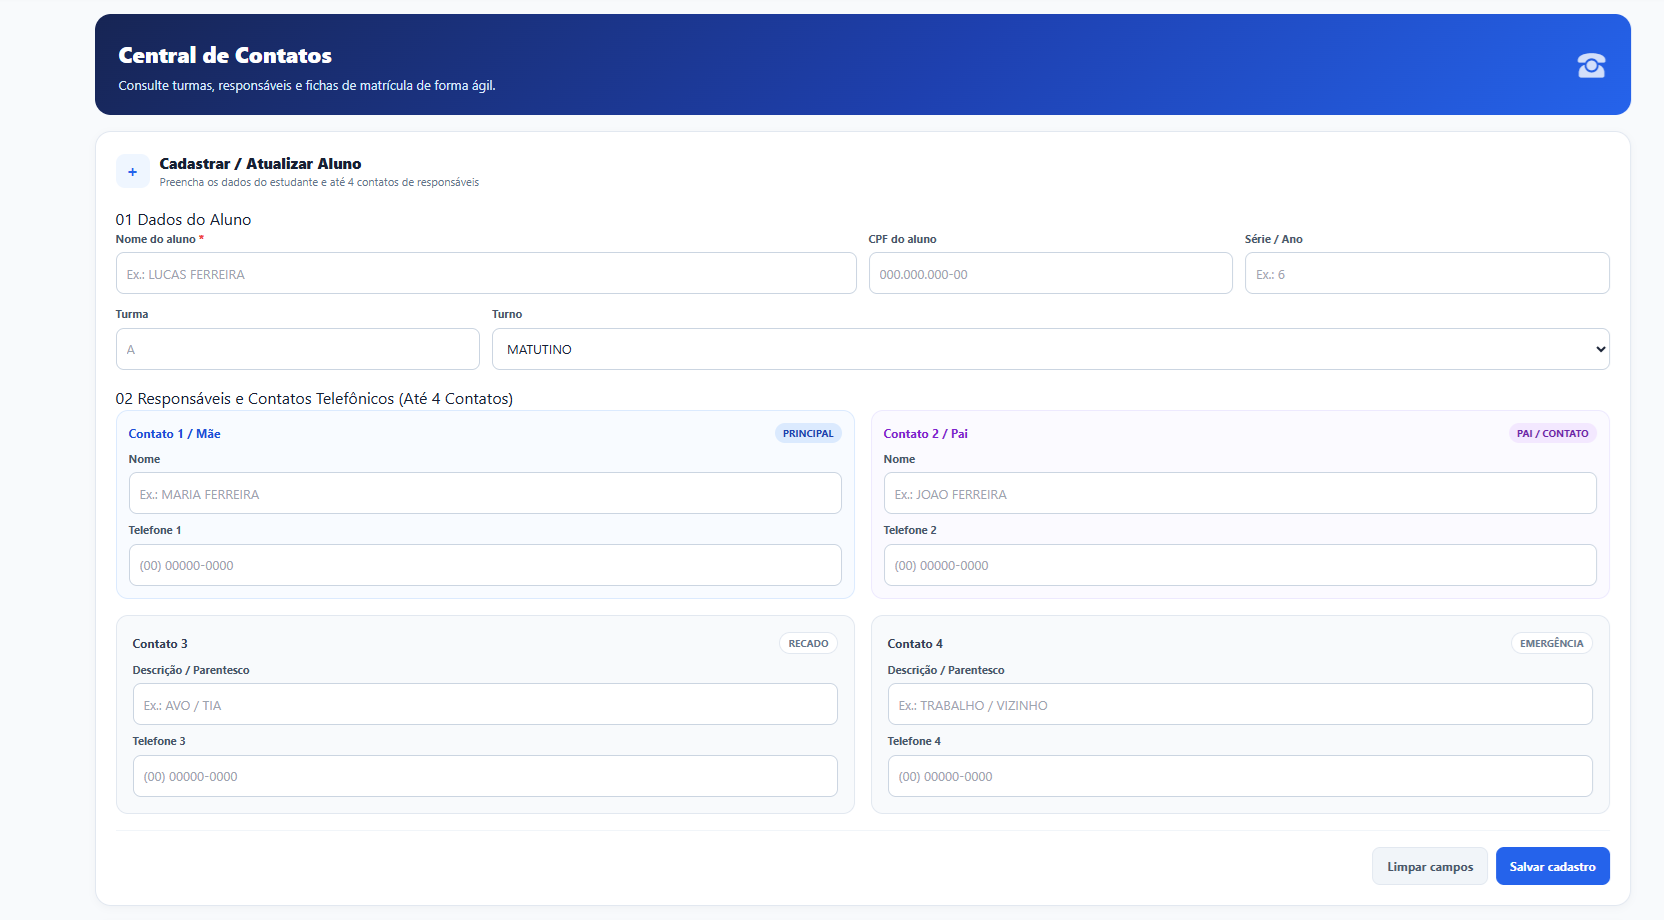 Central de Contatos
Consulte turmas, responsáveis e fichas de matrícula de forma ágil.
+
Cadastrar / Atualizar Aluno
Preencha os dados do estudante e até 4 contatos de responsáveis
01 Dados do Aluno
Nome do aluno *
CPF do aluno
Série / Ano
Ex.: LUCAS FERREIRA
000.000.000-00
Ex.: 6
Turma
Turno
A
MATUTINO
02 Responsáveis e Contatos Telefônicos (Até 4 Contatos)
Contato 1 / Mãe
PRINCIPAL
Nome
Ex.: MARIA FERREIRA
Telefone 1
(00) 00000-0000
Contato 2 / Pai
PAI / CONTATO
Nome
Ex.: JOAO FERREIRA
Telefone 2
(00) 00000-0000
Contato 3
RECADO
Descrição / Parentesco
Ex.: AVO / TIA
Telefone 3
(00) 00000-0000
Contato 4
EMERGÊNCIA
Descrição / Parentesco
Ex.: TRABALHO / VIZINHO
Telefone 4
(00) 00000-0000
Limpar campos
Salvar cadastro